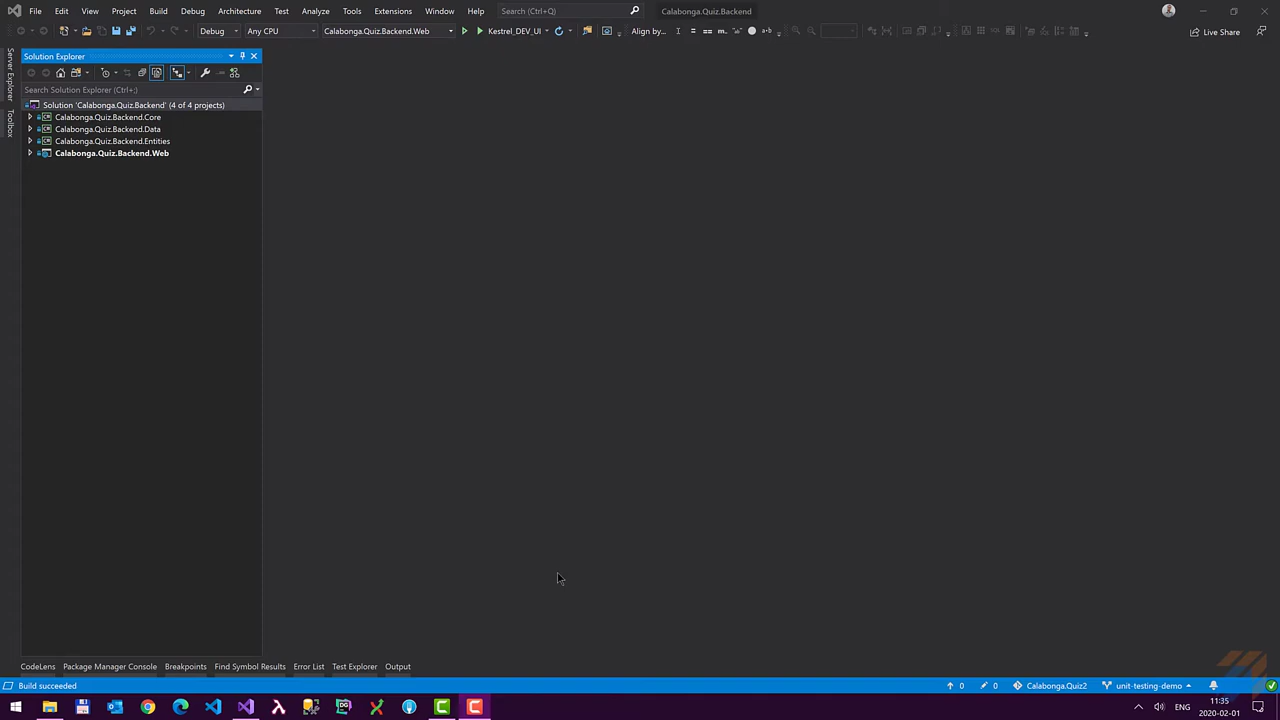 File Edit View Project Build Debug Architecture Test Analyze Tools Extensions Window Help Search (Ctrl+Q) Calabonga.Quiz.Backend
Debug Any CPU Calabonga.Quiz.Backend.Web Kestrel_DEV_UI Align by... Live Share
Server Explorer
Toolbox
Solution Explorer
Search Solution Explorer (Ctrl+;)
Solution 'Calabonga.Quiz.Backend' (4 of 4 projects)
Calabonga.Quiz.Backend.Core
Calabonga.Quiz.Backend.Data
Calabonga.Quiz.Backend.Entities
Calabonga.Quiz.Backend.Web
CodeLens Package Manager Console Breakpoints Find Symbol Results Error List Test Explorer Output
Build succeeded 0 0 Calabonga.Quiz2 unit-testing-demo
ENG 11:35
2020-02-01